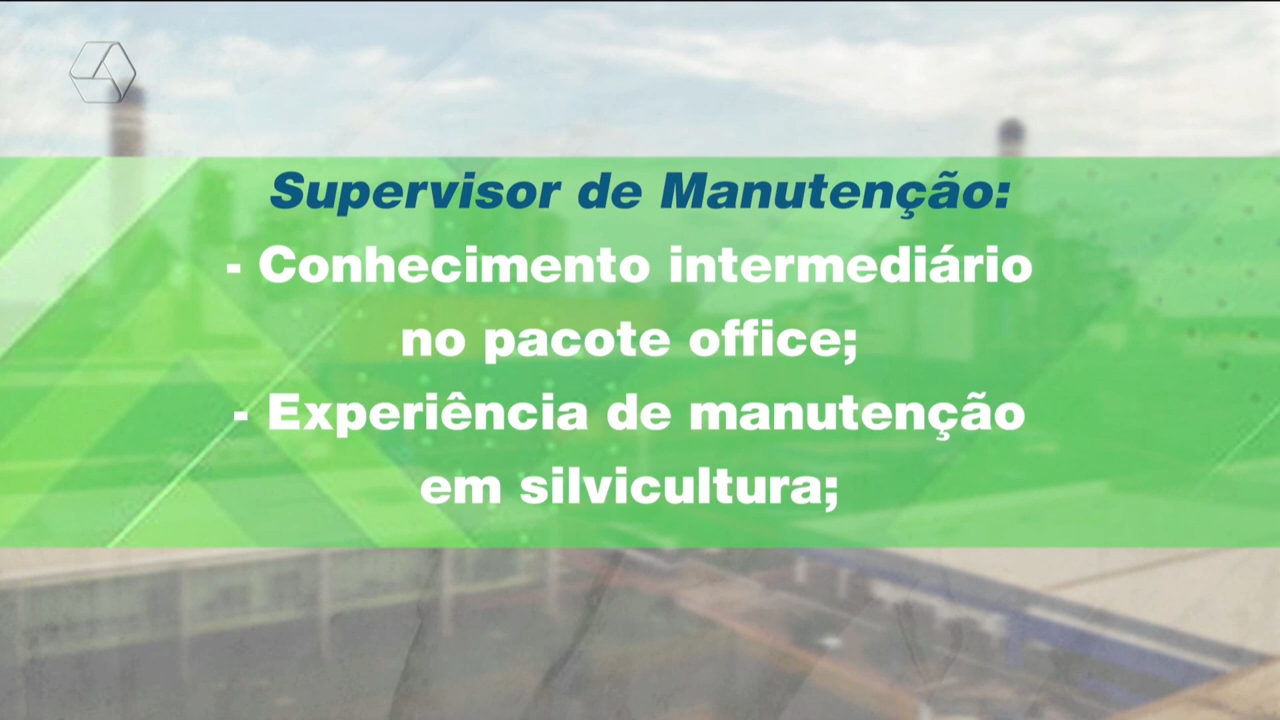 Supervisor de Manutenção:
- Conhecimento intermediário
no pacote office;
- Experiência de manutenção
em silvicultura;